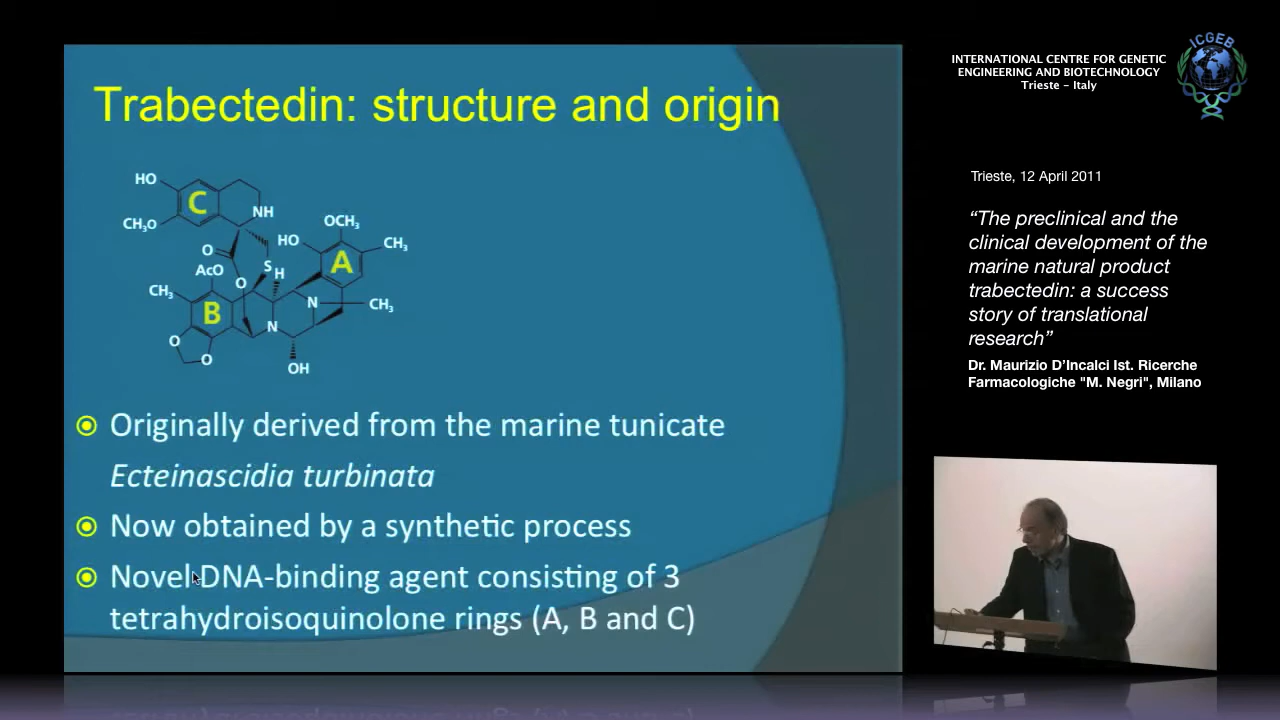 Trabectedin: structure and origin
HO
C
NH
CH₃O
OCH₃
HO
CH₃
O
S
H
A
AcO
O
CH₃
B
N
CH₃
N
O
O
OH
Originally derived from the marine tunicate
Ecteinascidia turbinata
Now obtained by a synthetic process
Novel DNA-binding agent consisting of 3
tetrahydroisoquinolone rings (A, B and C)
INTERNATIONAL CENTRE FOR GENETIC
ENGINEERING AND BIOTECHNOLOGY
Trieste – Italy
ICGEB
Trieste, 12 April 2011
“The preclinical and the
clinical development of the
marine natural product
trabectedin: a success
story of translational
research”
Dr. Maurizio D’Incalci Ist. Ricerche
Farmacologiche "M. Negri", Milano